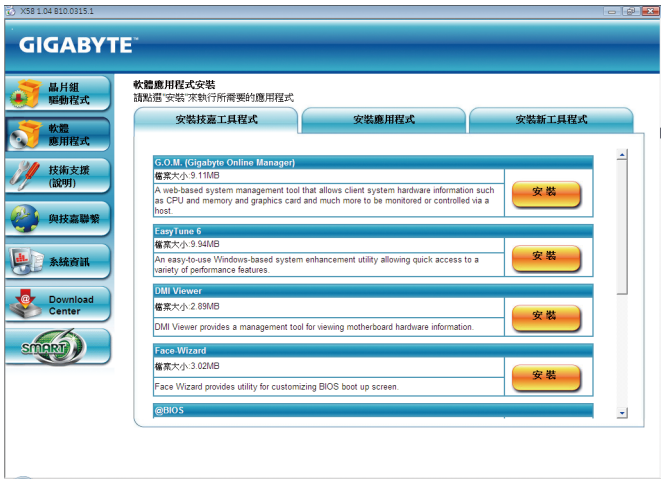 X58 1.04 B10.0315.1
GIGABYTE™
晶片組
驅動程式
軟體
應用程式
技術支援
(說明)
與技嘉聯繫
系統資訊
Download
Center
SMART
軟體應用程式安裝
請點選"安裝"來執行所需要的應用程式
安裝技嘉工具程式
安裝應用程式
安裝新工具程式
G.O.M. (Gigabyte Online Manager)
檔案大小:9.11MB
A web-based system management tool that allows client system hardware information such
as CPU and memory and graphics card and much more to be monitored or controlled via a
host.
安裝
EasyTune 6
檔案大小:9.94MB
An easy-to-use Windows-based system enhancement utility allowing quick access to a
variety of performance features.
安裝
DMI Viewer
檔案大小:2.89MB
DMI Viewer provides a management tool for viewing motherboard hardware information.
安裝
Face-Wizard
檔案大小:3.02MB
Face Wizard provides utility for customizing BIOS boot up screen.
安裝
@BIOS